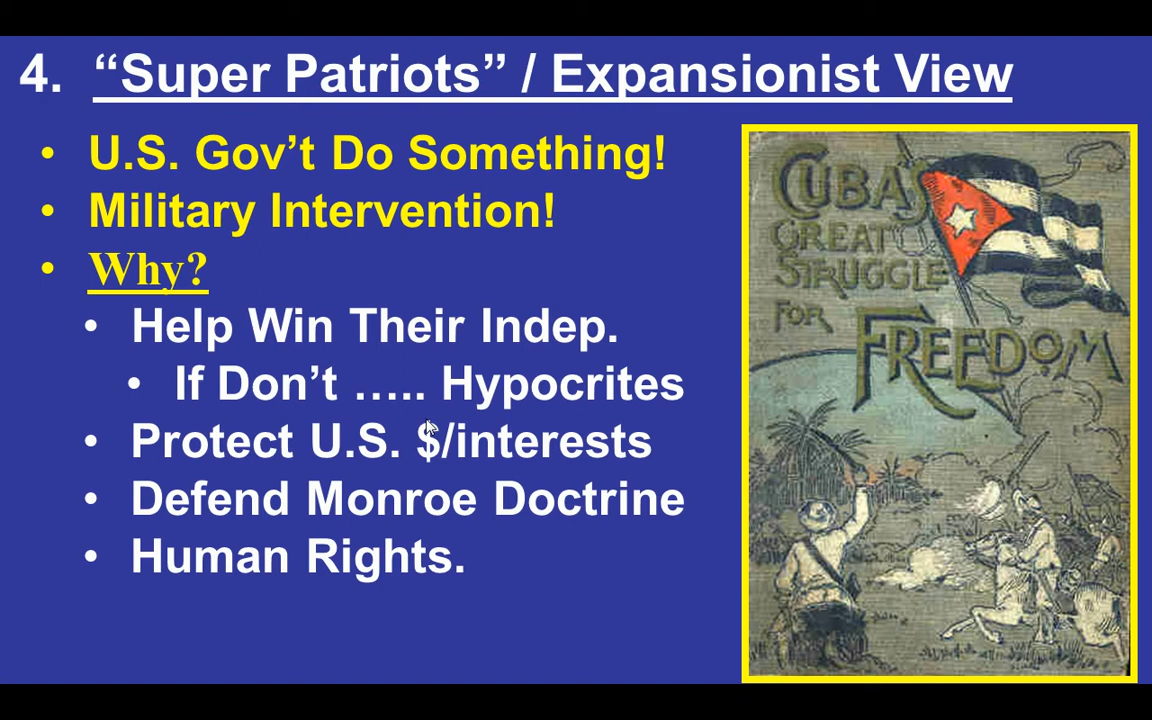 4. “Super Patriots” / Expansionist View
• U.S. Gov’t Do Something!
• Military Intervention!
• Why?
• Help Win Their Indep.
• If Don’t ….. Hypocrites
• Protect U.S. $/interests
• Defend Monroe Doctrine
• Human Rights.
CUBA'S
GREAT
STRUGGLE
FOR
FREEDOM